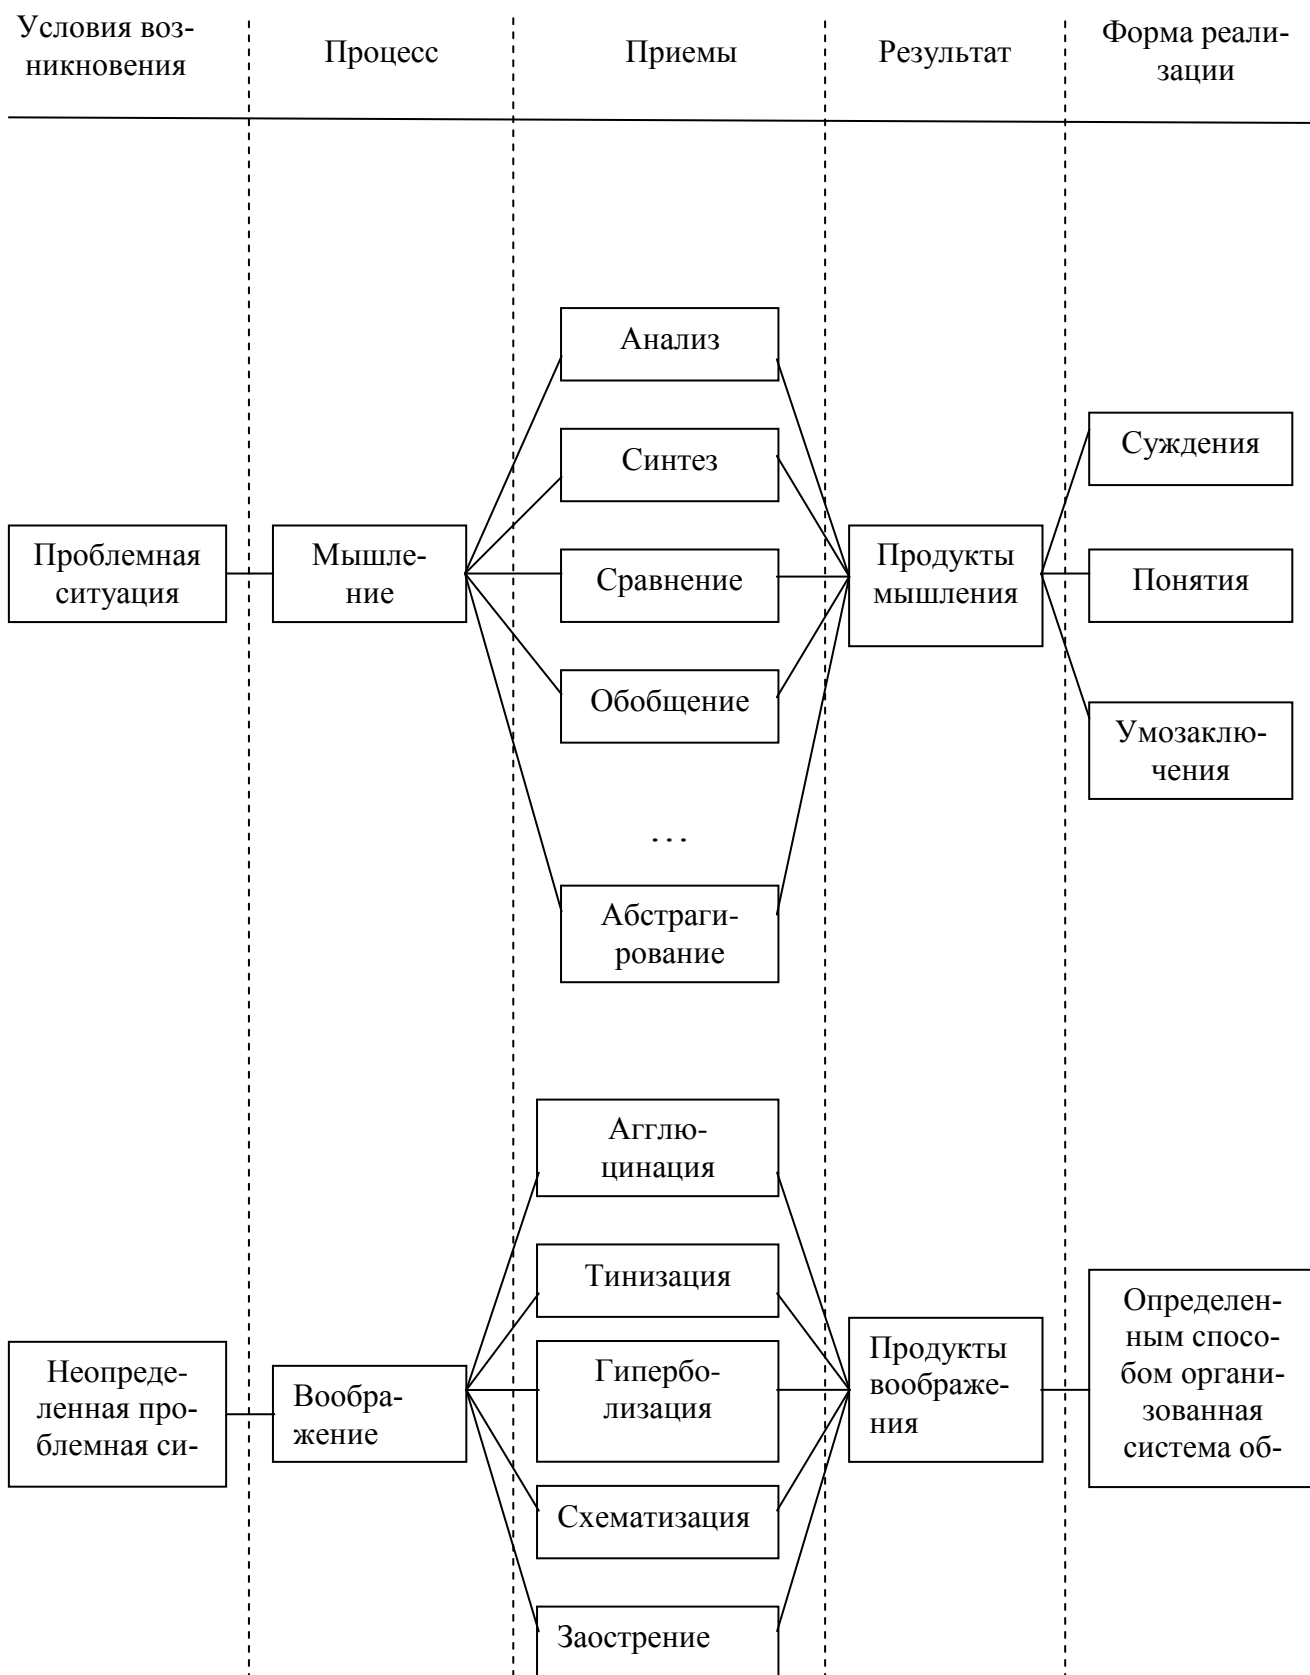 Условия воз-
никновения
Процесс
Приемы
Результат
Форма реали-
зации
Анализ
Синтез
Сравнение
Обобщение
...
Абстраги-
рование
Проблемная
ситуация
Мышле-
ние
Продукты
мышления
Суждения
Понятия
Умозаклю-
чения
Агглю-
цинация
Тинизация
Гипербо-
лизация
Схематизация
Заострение
Неопреде-
ленная про-
блемная си-
Вообра-
жение
Продукты
воображе-
ния
Определен-
ным спосо-
бом органи-
зованная
система об-